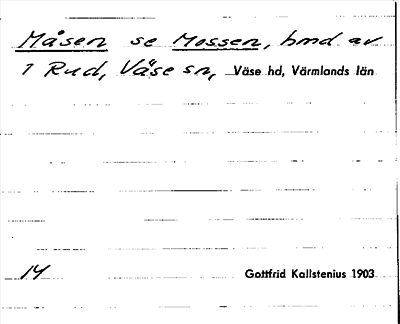 Måsen se Mossen, hmd av
1 Rud, Väse sn, Väse hd, Värmlands län
14 Gottfrid Kallstenius 1903